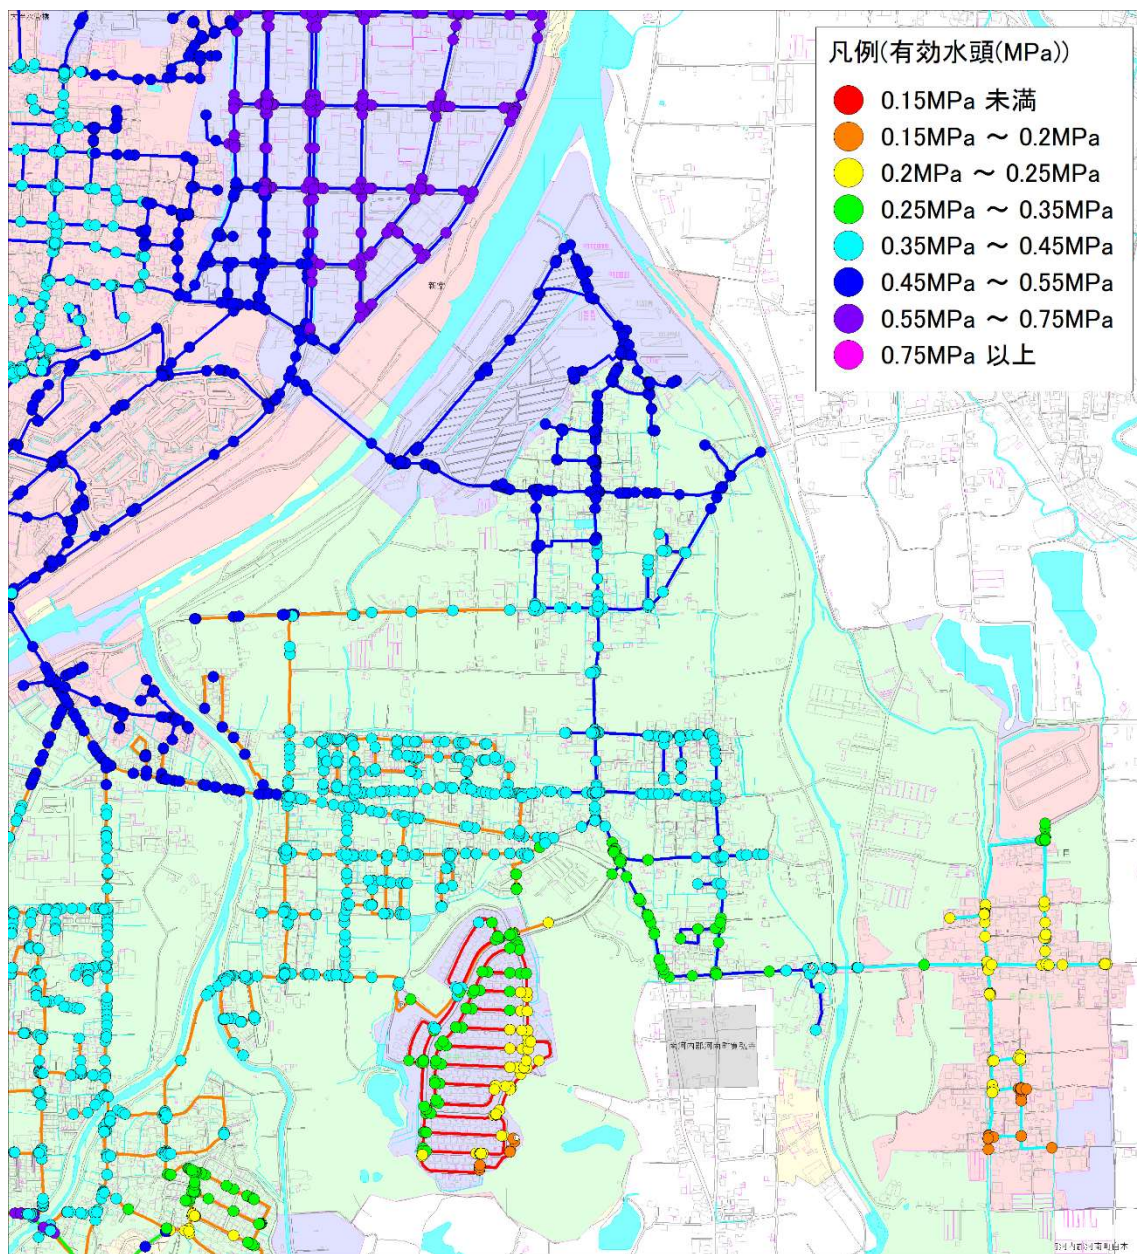 凡例(有効水頭(MPa))
0.15MPa 未満
0.15MPa ～ 0.2MPa
0.2MPa ～ 0.25MPa
0.25MPa ～ 0.35MPa
0.35MPa ～ 0.45MPa
0.45MPa ～ 0.55MPa
0.55MPa ～ 0.75MPa
0.75MPa 以上